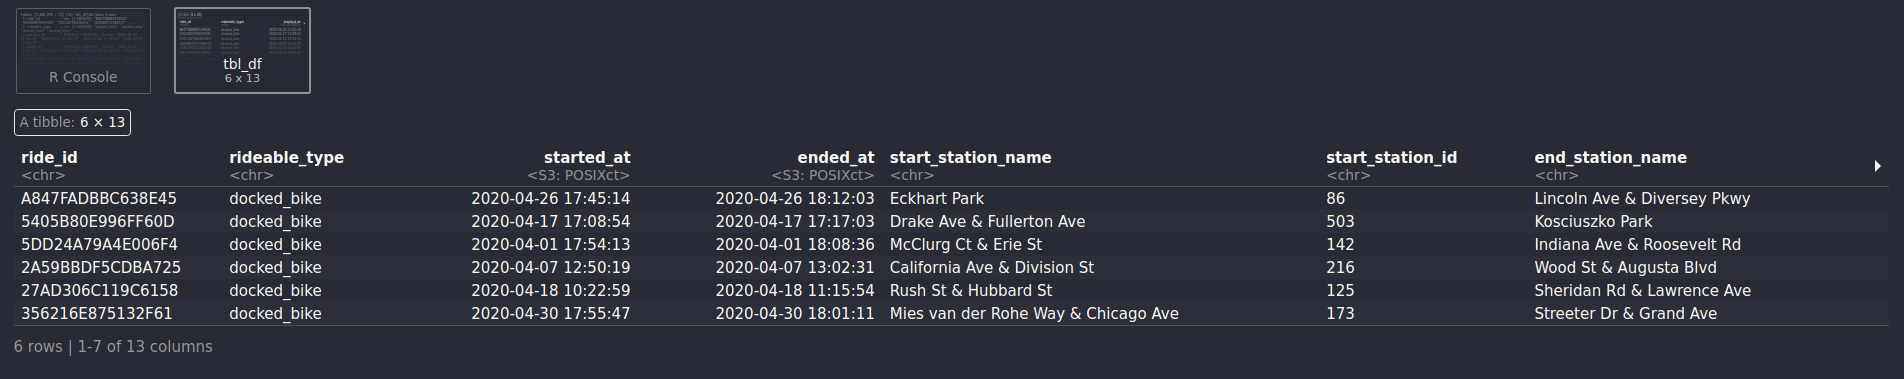 R Console
tbl_df
6 x 13
A tibble: 6 × 13
ride_id rideable_type started_at ended_at start_station_name start_station_id end_station_name
<chr> <chr> <S3: POSIXct> <S3: POSIXct> <chr> <chr> <chr>
A847FADBBC638E45 docked_bike 2020-04-26 17:45:14 2020-04-26 18:12:03 Eckhart Park 86 Lincoln Ave & Diversey Pkwy
5405B80E996FF60D docked_bike 2020-04-17 17:08:54 2020-04-17 17:17:03 Drake Ave & Fullerton Ave 503 Kosciuszko Park
5DD24A79A4E006F4 docked_bike 2020-04-01 17:54:13 2020-04-01 18:08:36 McClurg Ct & Erie St 142 Indiana Ave & Roosevelt Rd
2A59BBDF5CDBA725 docked_bike 2020-04-07 12:50:19 2020-04-07 13:02:31 California Ave & Division St 216 Wood St & Augusta Blvd
27AD306C119C6158 docked_bike 2020-04-18 10:22:59 2020-04-18 11:15:54 Rush St & Hubbard St 125 Sheridan Rd & Lawrence Ave
356216E875132F61 docked_bike 2020-04-30 17:55:47 2020-04-30 18:01:11 Mies van der Rohe Way & Chicago Ave 173 Streeter Dr & Grand Ave
6 rows | 1-7 of 13 columns